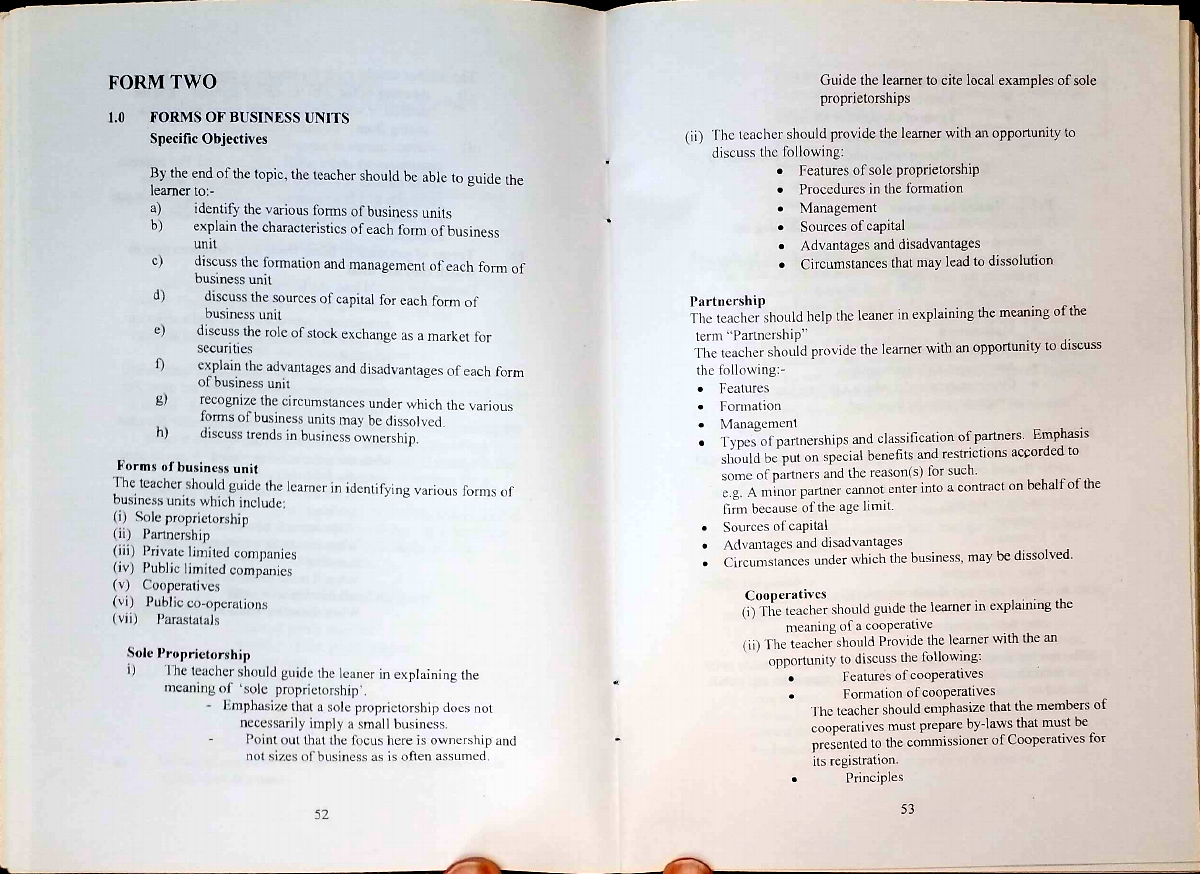 FORM TWO
1.0 FORMS OF BUSINESS UNITS
Specific Objectives
By the end of the topic, the teacher should be able to guide the
learner to:-
a) identify the various forms of business units
b) explain the characteristics of each form of business
unit
c) discuss the formation and management of each form of
business unit
d) discuss the sources of capital for each form of
business unit
e) discuss the role of stock exchange as a market for
securities
f) explain the advantages and disadvantages of each form
of business unit
g) recognize the circumstances under which the various
forms of business units may be dissolved.
h) discuss trends in business ownership.
Forms of business unit
The teacher should guide the learner in identifying various forms of
business units which include:
(i) Sole proprietorship
(ii) Partnership
(iii) Private limited companies
(iv) Public limited companies
(v) Cooperatives
(vi) Public co-operations
(vii) Parastatals
Sole Proprietorship
i) The teacher should guide the leaner in explaining the
meaning of 'sole proprietorship'.
- Emphasize that a sole proprietorship does not
necessarily imply a small business.
- Point out that the focus here is ownership and
not sizes of business as is often assumed.
52
Guide the learner to cite local examples of sole
proprietorships
(ii) The teacher should provide the learner with an opportunity to
discuss the following:
• Features of sole proprietorship
• Procedures in the formation
• Management
• Sources of capital
• Advantages and disadvantages
• Circumstances that may lead to dissolution
Partnership
The teacher should help the leaner in explaining the meaning of the
term “Partnership”
The teacher should provide the learner with an opportunity to discuss
the following:-
• Features
• Formation
• Management
• Types of partnerships and classification of partners. Emphasis
should be put on special benefits and restrictions accorded to
some of partners and the reason(s) for such.
e.g. A minor partner cannot enter into a contract on behalf of the
firm because of the age limit.
• Sources of capital
• Advantages and disadvantages
• Circumstances under which the business, may be dissolved.
Cooperatives
(i) The teacher should guide the learner in explaining the
meaning of a cooperative
(ii) The teacher should Provide the learner with the an
opportunity to discuss the following:
• Features of cooperatives
• Formation of cooperatives
The teacher should emphasize that the members of
cooperatives must prepare by-laws that must be
presented to the commissioner of Cooperatives for
its registration.
• Principles
53